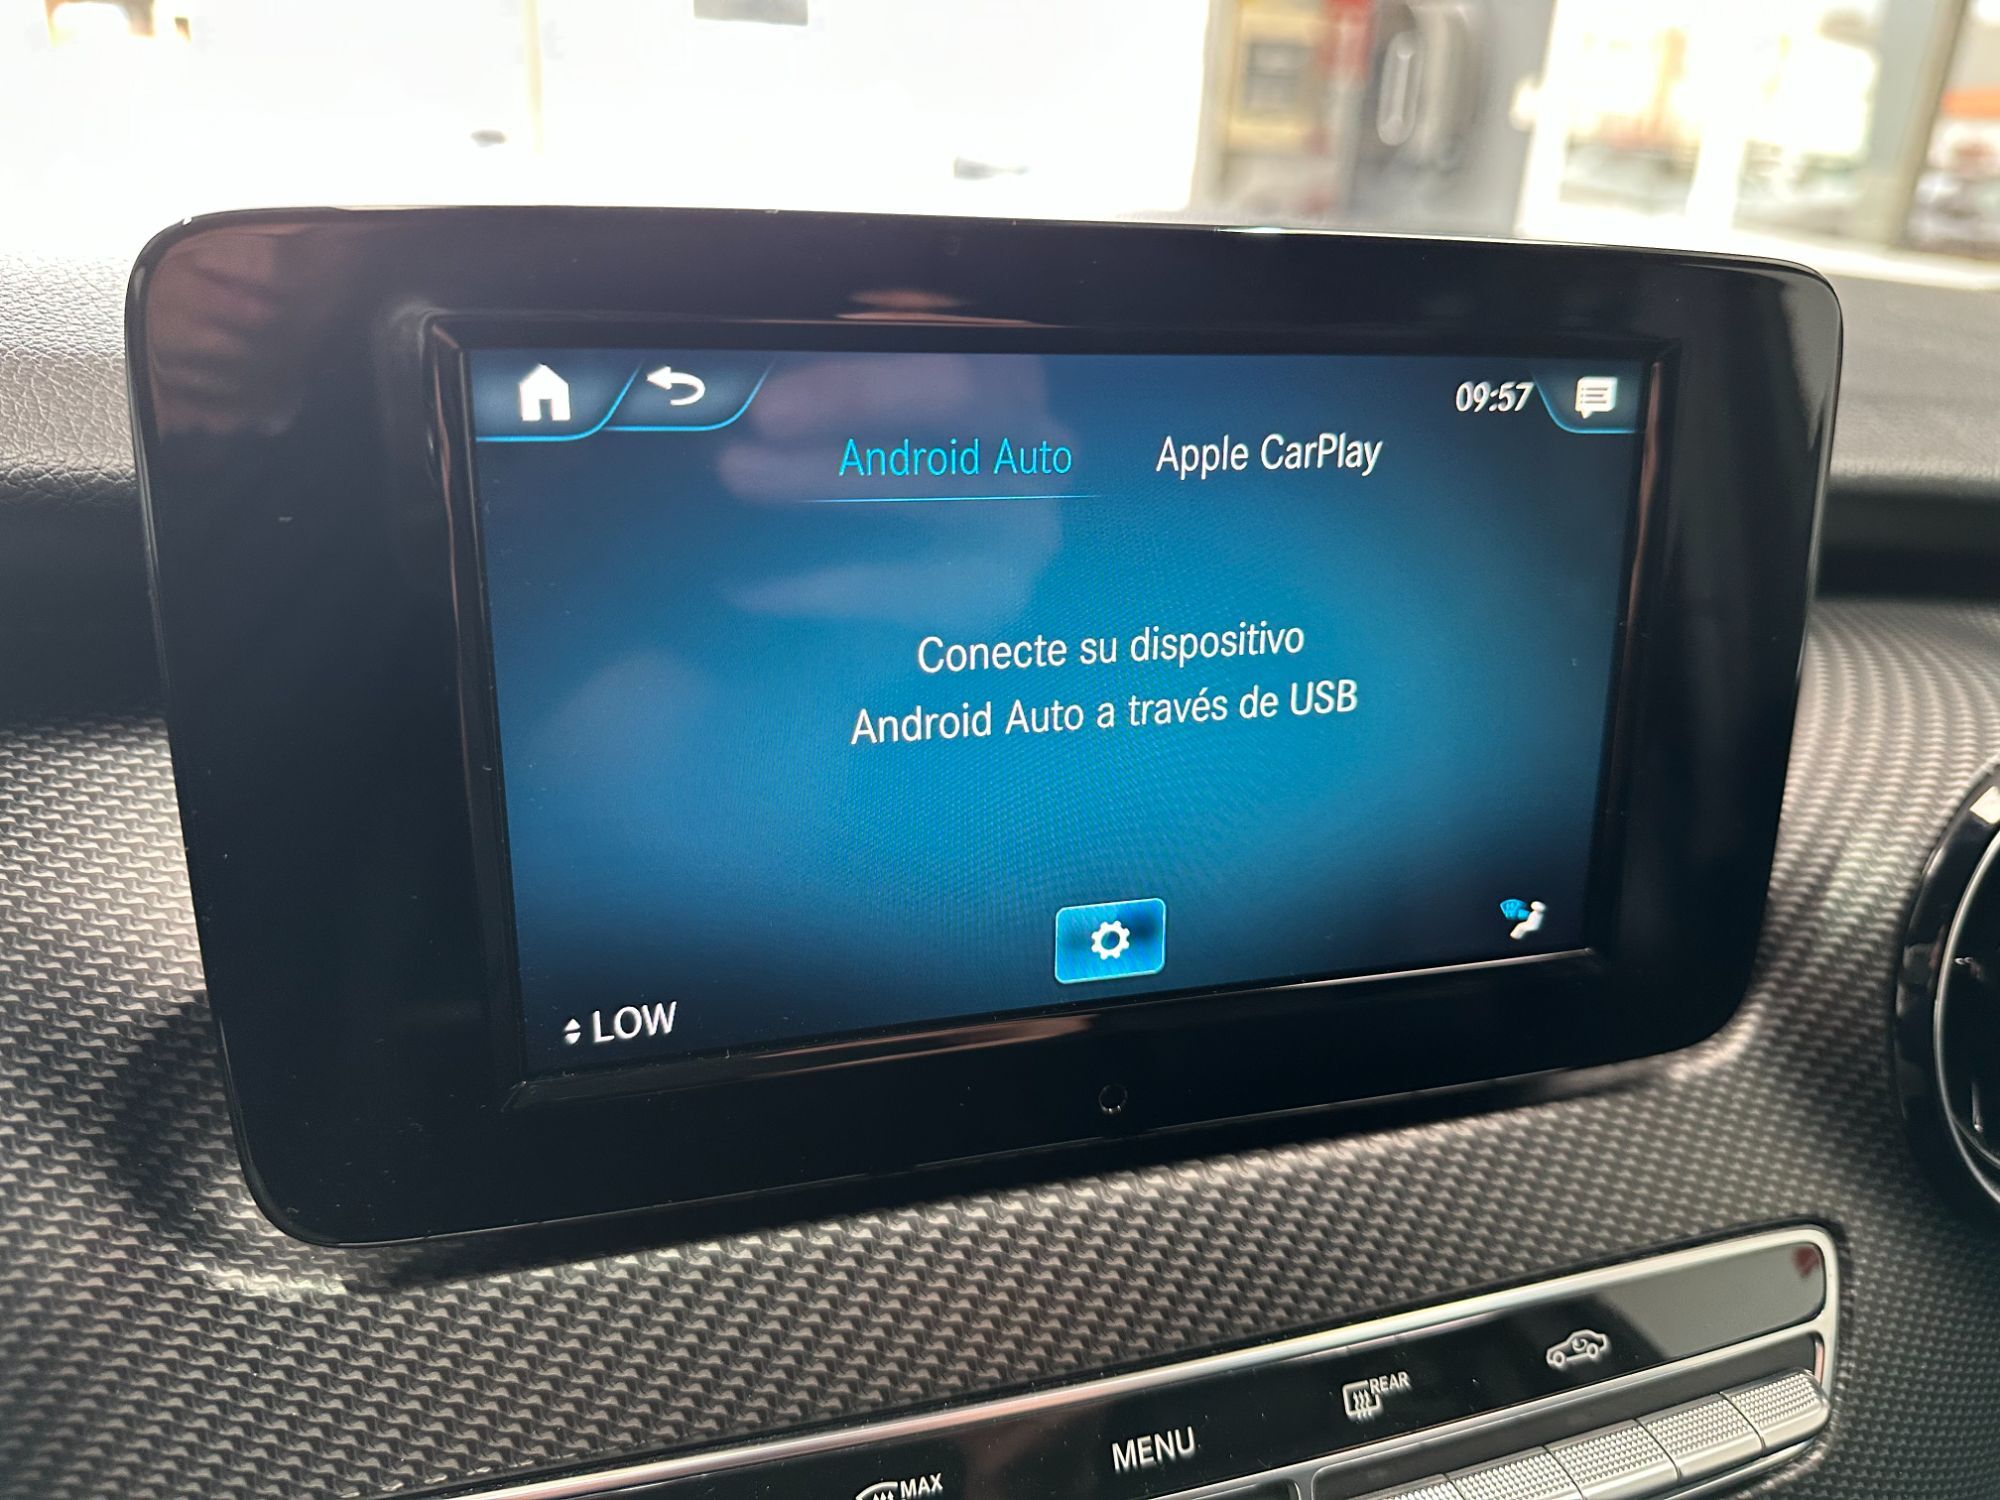 09:57
Android Auto Apple CarPlay
Conecte su dispositivo
Android Auto a través de USB
LOW
REAR
MENU
MAX